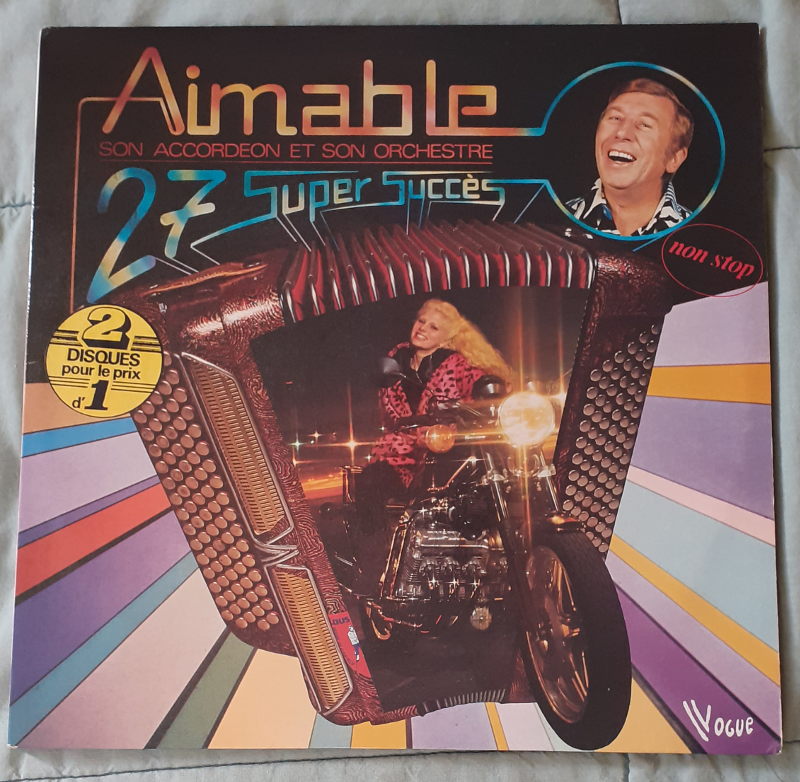 Aimable
SON ACCORDEON ET SON ORCHESTRE
27 Super Succès
non stop
2
DISQUES
pour le prix
d'1
VOGUE